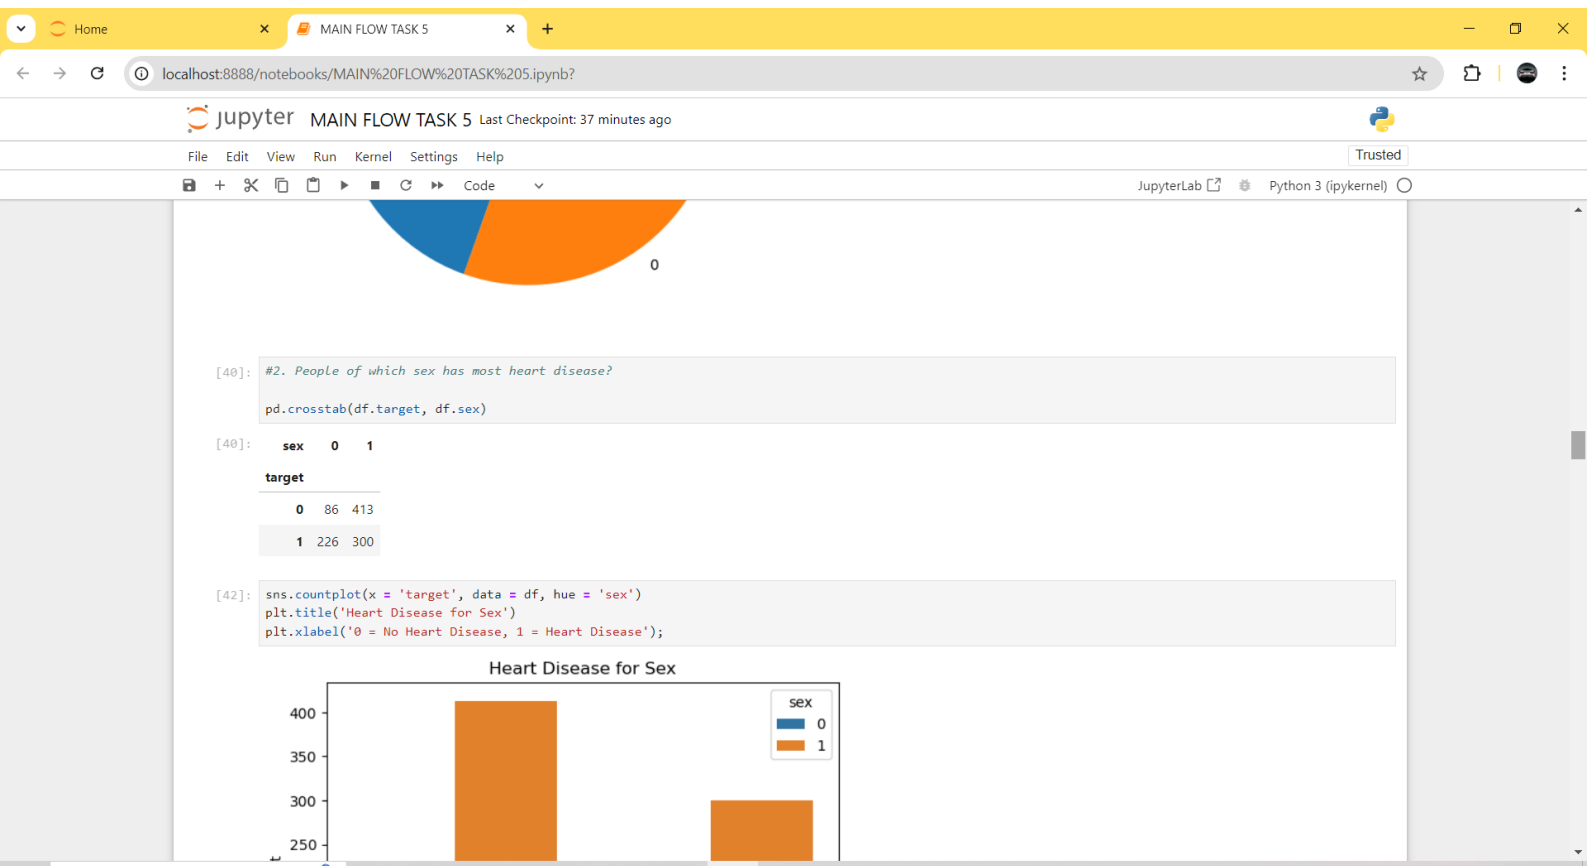 Home
MAIN FLOW TASK 5
localhost:8888/notebooks/MAIN%20FLOW%20TASK%205.ipynb?
jupyter MAIN FLOW TASK 5 Last Checkpoint: 37 minutes ago
File Edit View Run Kernel Settings Help
Trusted
Code
JupyterLab
Python 3 (ipykernel)
0
[40]:
#2. People of which sex has most heart disease?
pd.crosstab(df.target, df.sex)
[40]:
sex 0 1
target
0 86 413
1 226 300
[42]:
sns.countplot(x = 'target', data = df, hue = 'sex')
plt.title('Heart Disease for Sex')
plt.xlabel('0 = No Heart Disease, 1 = Heart Disease');
Heart Disease for Sex
sex
0
1
400
350
300
250